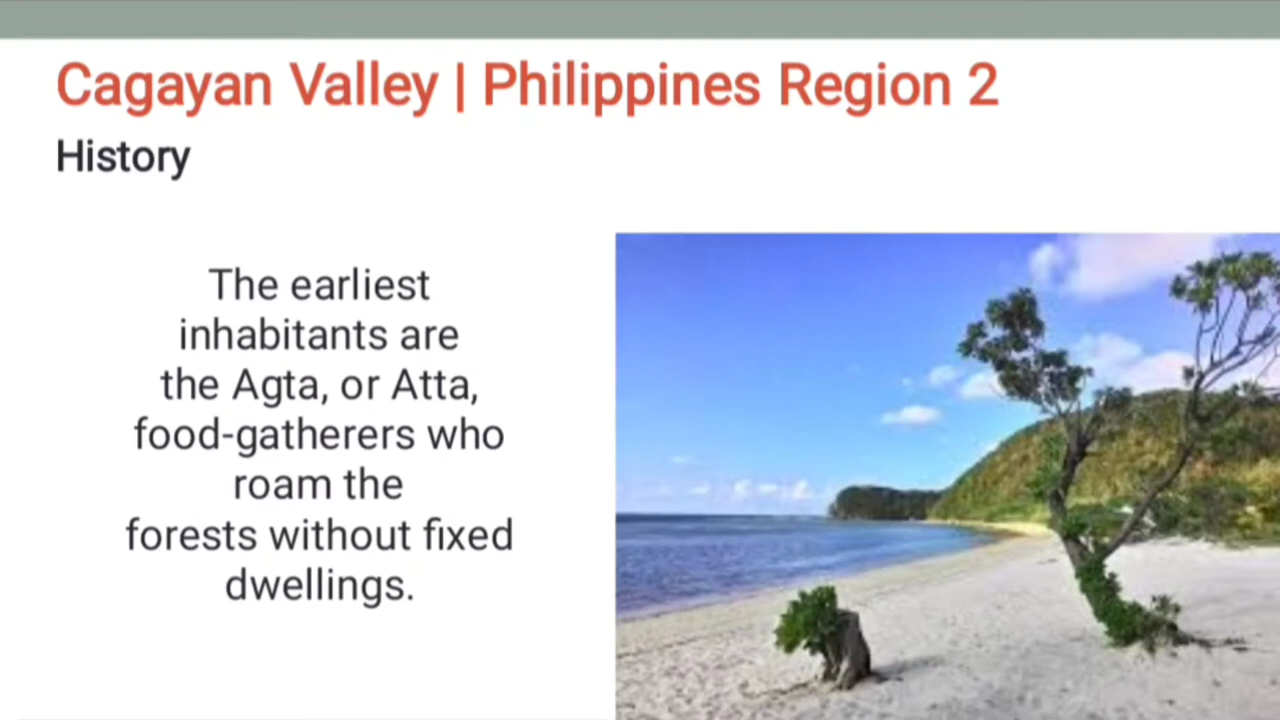 Cagayan Valley | Philippines Region 2
History
The earliest
inhabitants are
the Agta, or Atta,
food-gatherers who
roam the
forests without fixed
dwellings.